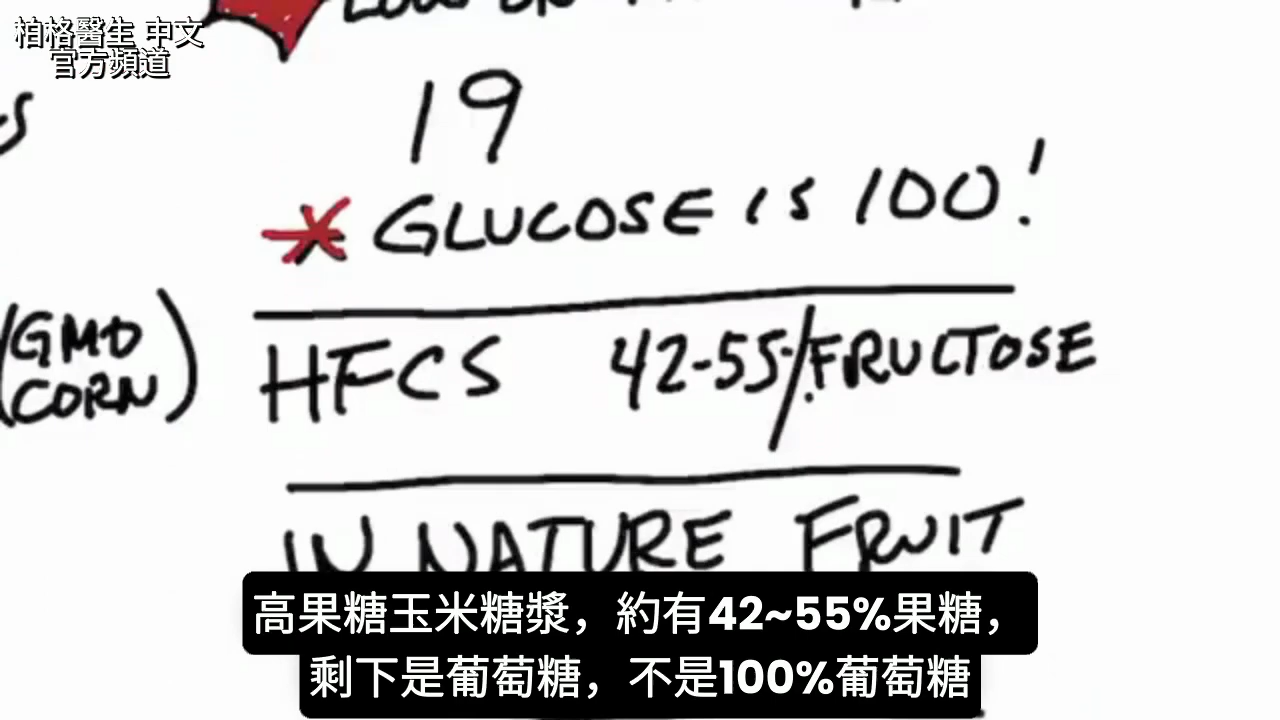 柏格醫生 中文
官方頻道
19
* GLUCOSE IS 100!
(GMO
CORN)
HFCS 42-55% FRUCTOSE
IN NATURE FRUIT
高果糖玉米糖漿，約有42~55%果糖，
剩下是葡萄糖，不是100%葡萄糖